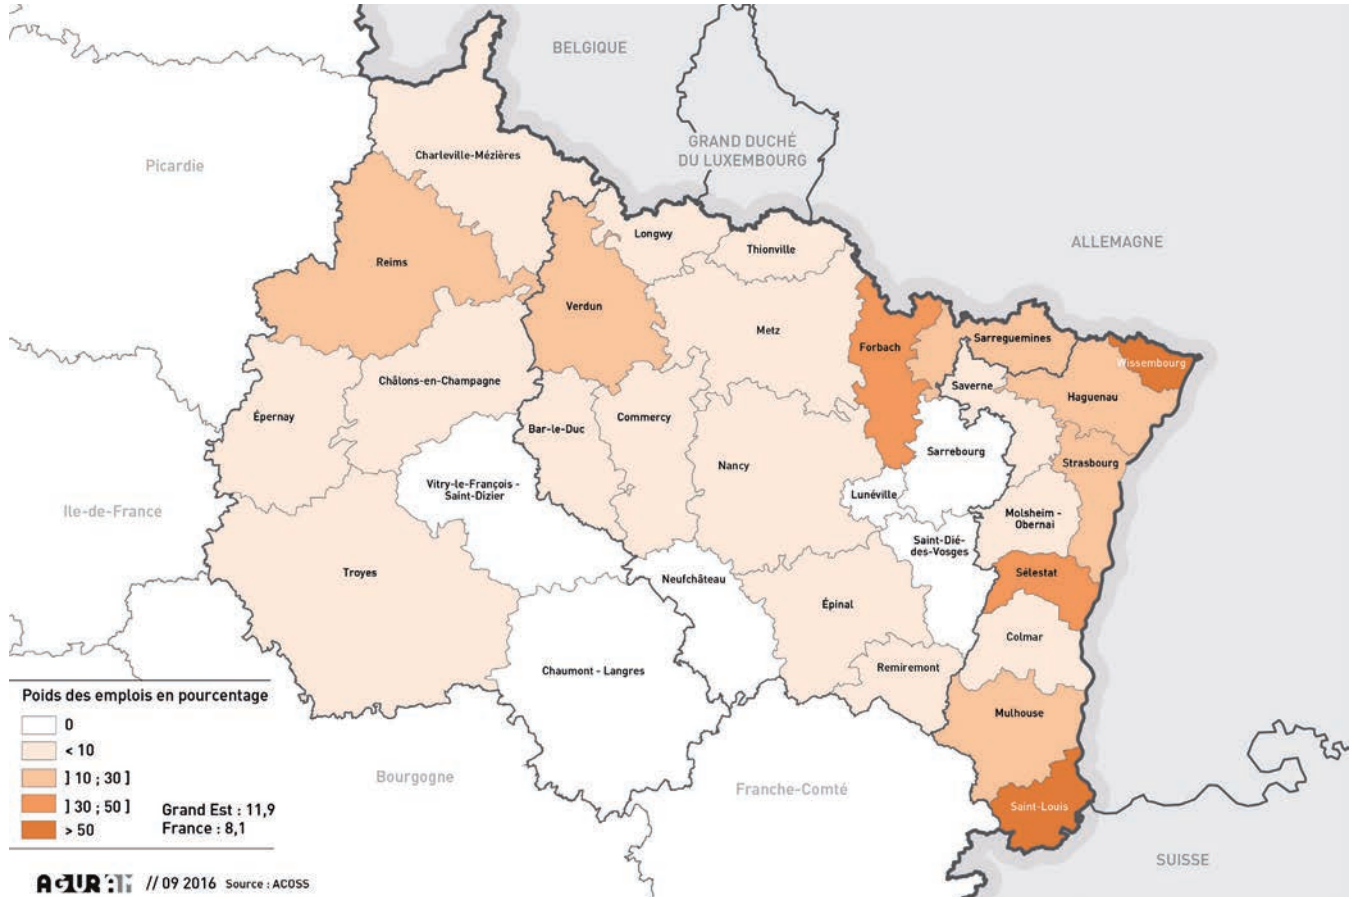 BELGIQUE
GRAND DUCHÉ
DU LUXEMBOURG
Picardie
Charleville-Mézières
ALLEMAGNE
Longwy
Thionville
Reims
Verdun
Metz
Forbach
Sarreguemines
Wissembourg
Châlons-en-Champagne
Saverne
Haguenau
Épernay
Bar-le-Duc
Commercy
Nancy
Sarrebourg
Strasbourg
Vitry-le-François -
Saint-Dizier
Lunéville
Ile-de-France
Molsheim -
Obernai
Saint-Dié-
des-Vosges
Troyes
Neufchâteau
Sélestat
Épinal
Colmar
Chaumont - Langres
Remiremont
Mulhouse
Bourgogne
Franche-Comté
Saint-Louis
SUISSE
Poids des emplois en pourcentage
0
< 10
] 10 ; 30 ]
] 30 ; 50 ]
> 50
Grand Est : 11,9
France : 8,1
// 09 2016 Source : ACOSS